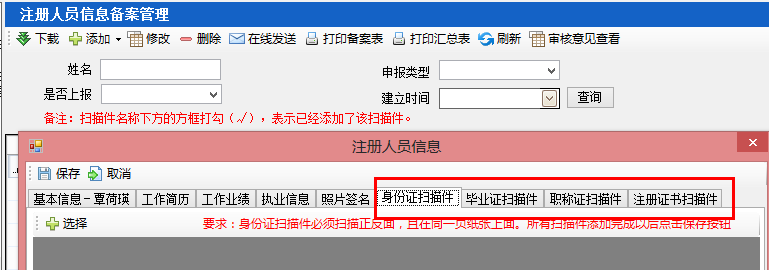 注册人员信息备案管理
下载 添加 修改 删除 在线发送 打印备案表 打印汇总表 刷新 审核意见查看
姓名 申报类型
是否上报 建立时间 查询
备注：扫描件名称下方的方框打勾（√），表示已经添加了该扫描件。
注册人员信息
保存 取消
基本信息-覃荷瑛 工作简历 工作业绩 执业信息 照片签名 身份证扫描件 毕业证扫描件 职称证扫描件 注册证书扫描件
选择 要求：身份证扫描件必须扫描正反面，且在同一页纸张上面。所有扫描件添加完成以后点击保存按钮